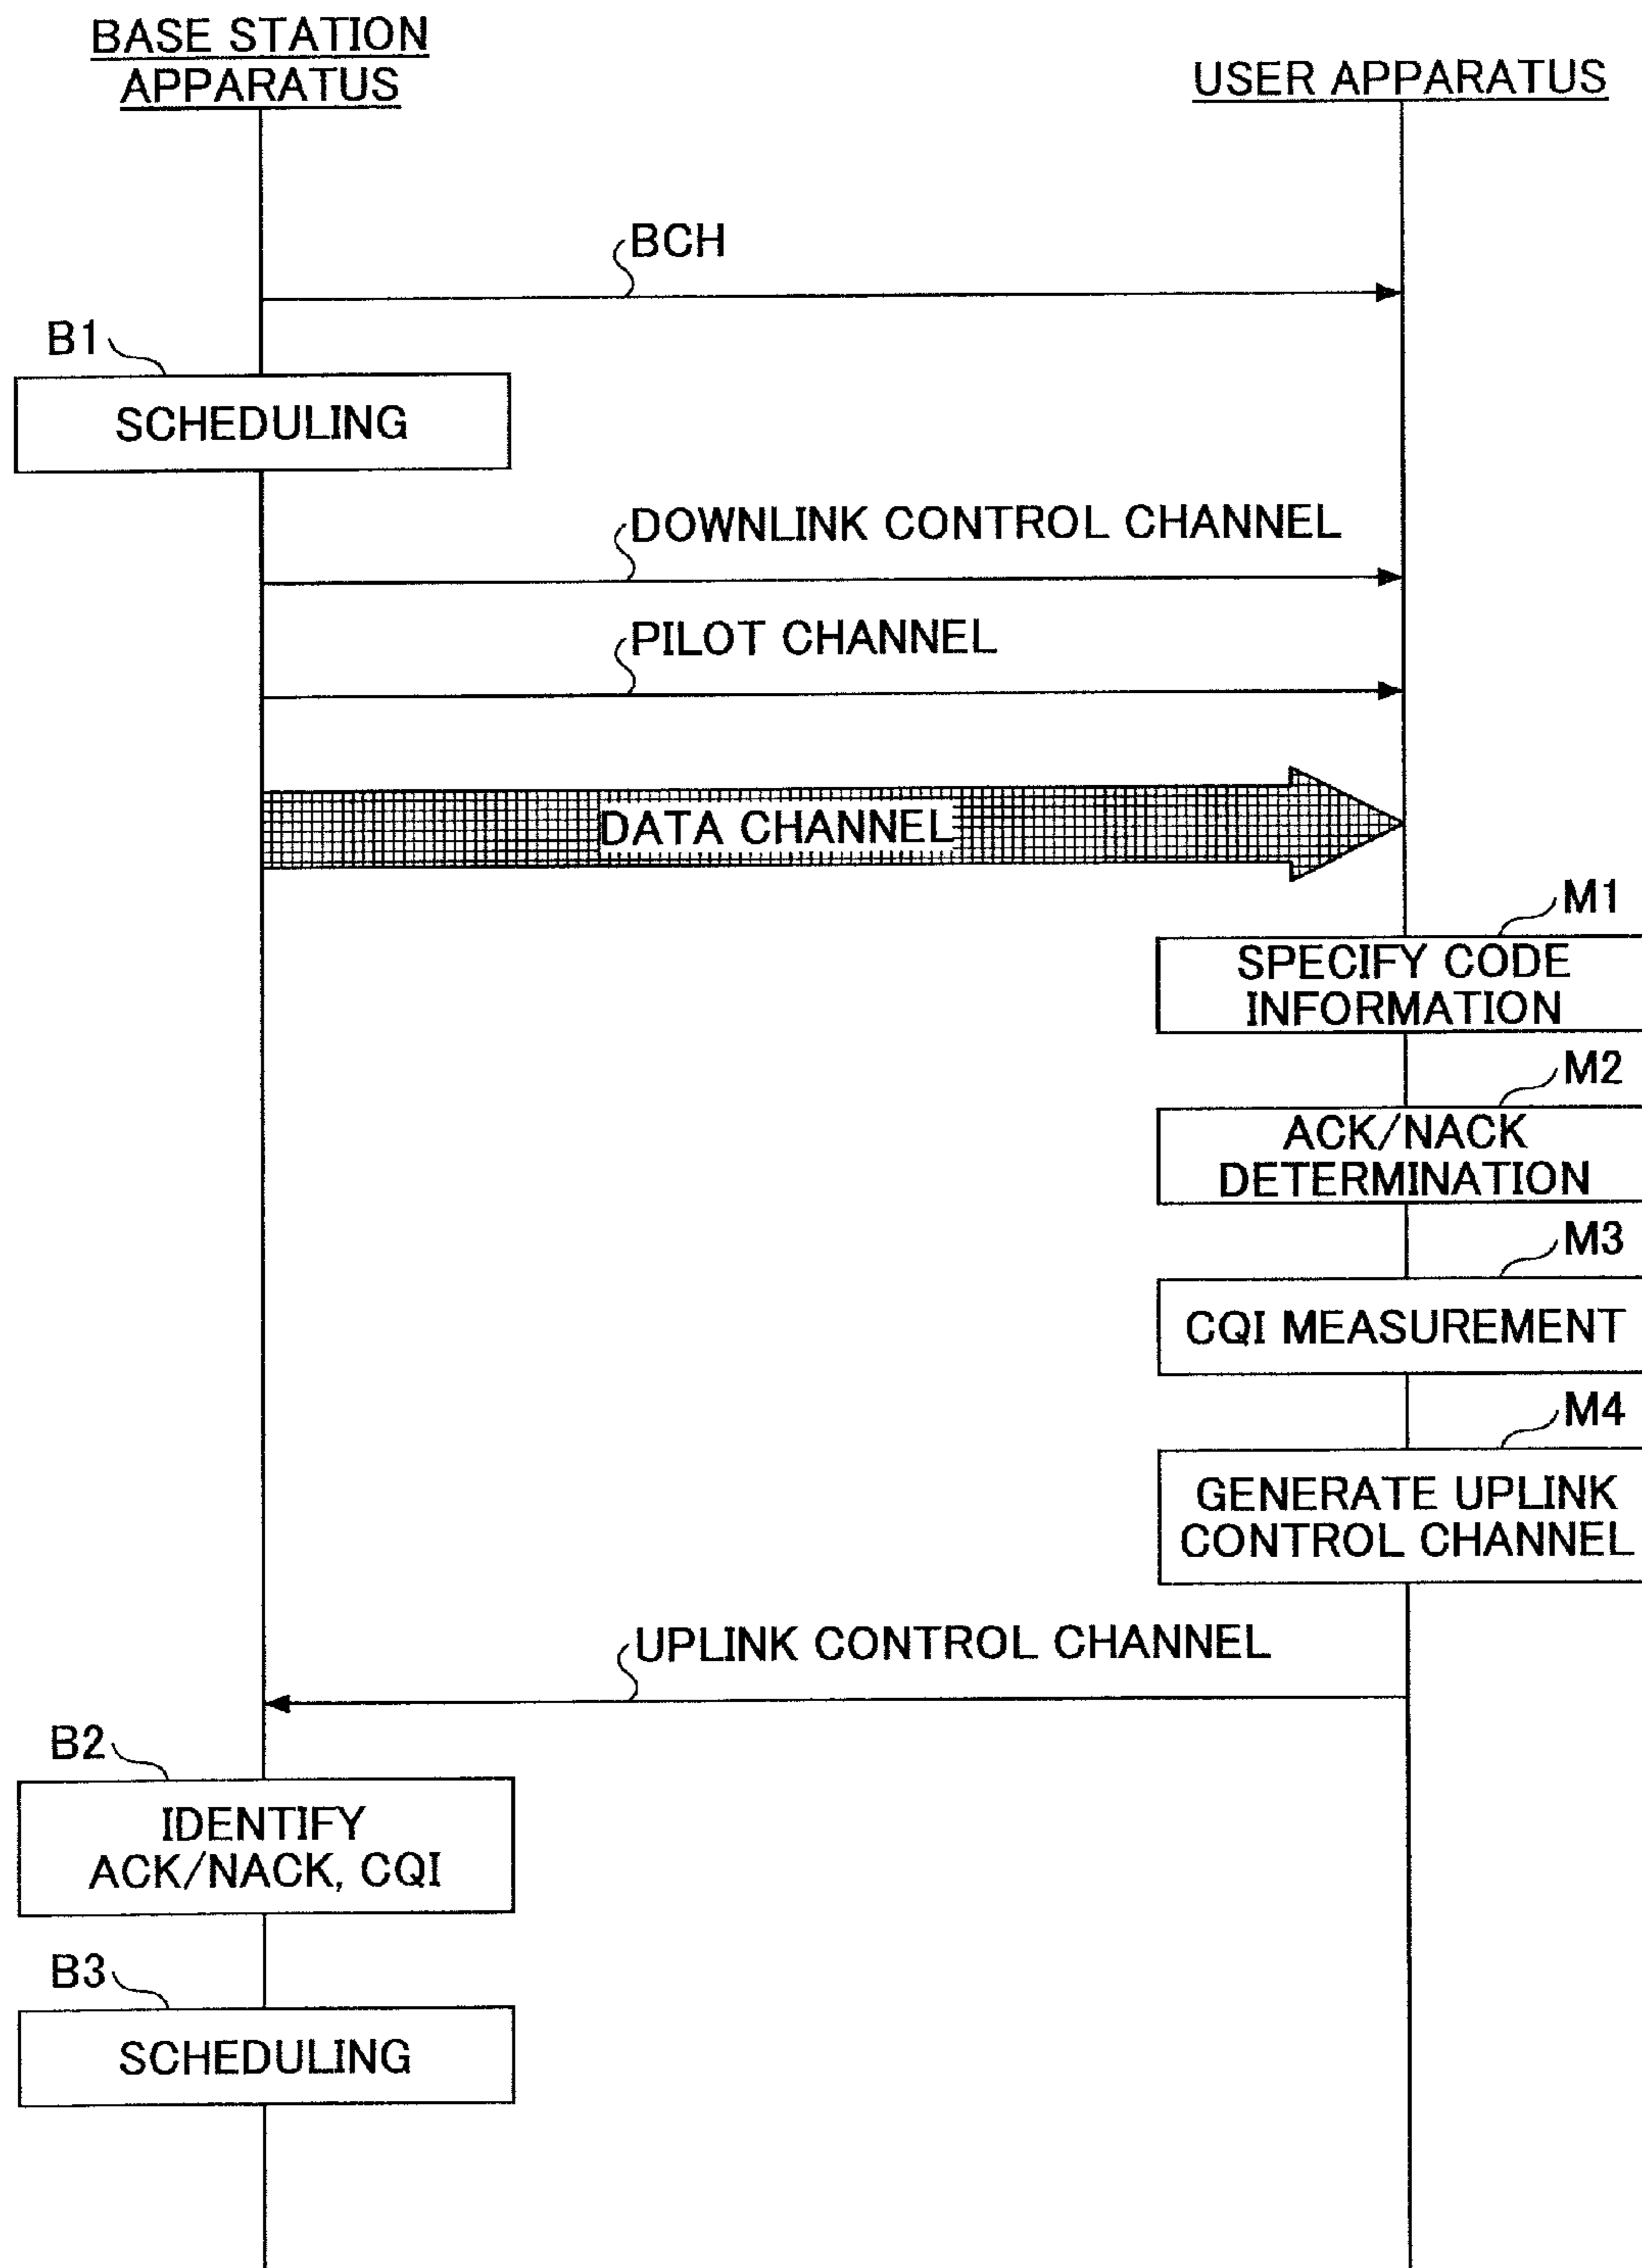 BASE STATION
APPARATUS
USER APPARATUS
BCH
B1
SCHEDULING
DOWNLINK CONTROL CHANNEL
PILOT CHANNEL
DATA CHANNEL
M1
SPECIFY CODE
INFORMATION
M2
ACK/NACK
DETERMINATION
M3
CQI MEASUREMENT
M4
GENERATE UPLINK
CONTROL CHANNEL
UPLINK CONTROL CHANNEL
B2
IDENTIFY
ACK/NACK, CQI
B3
SCHEDULING